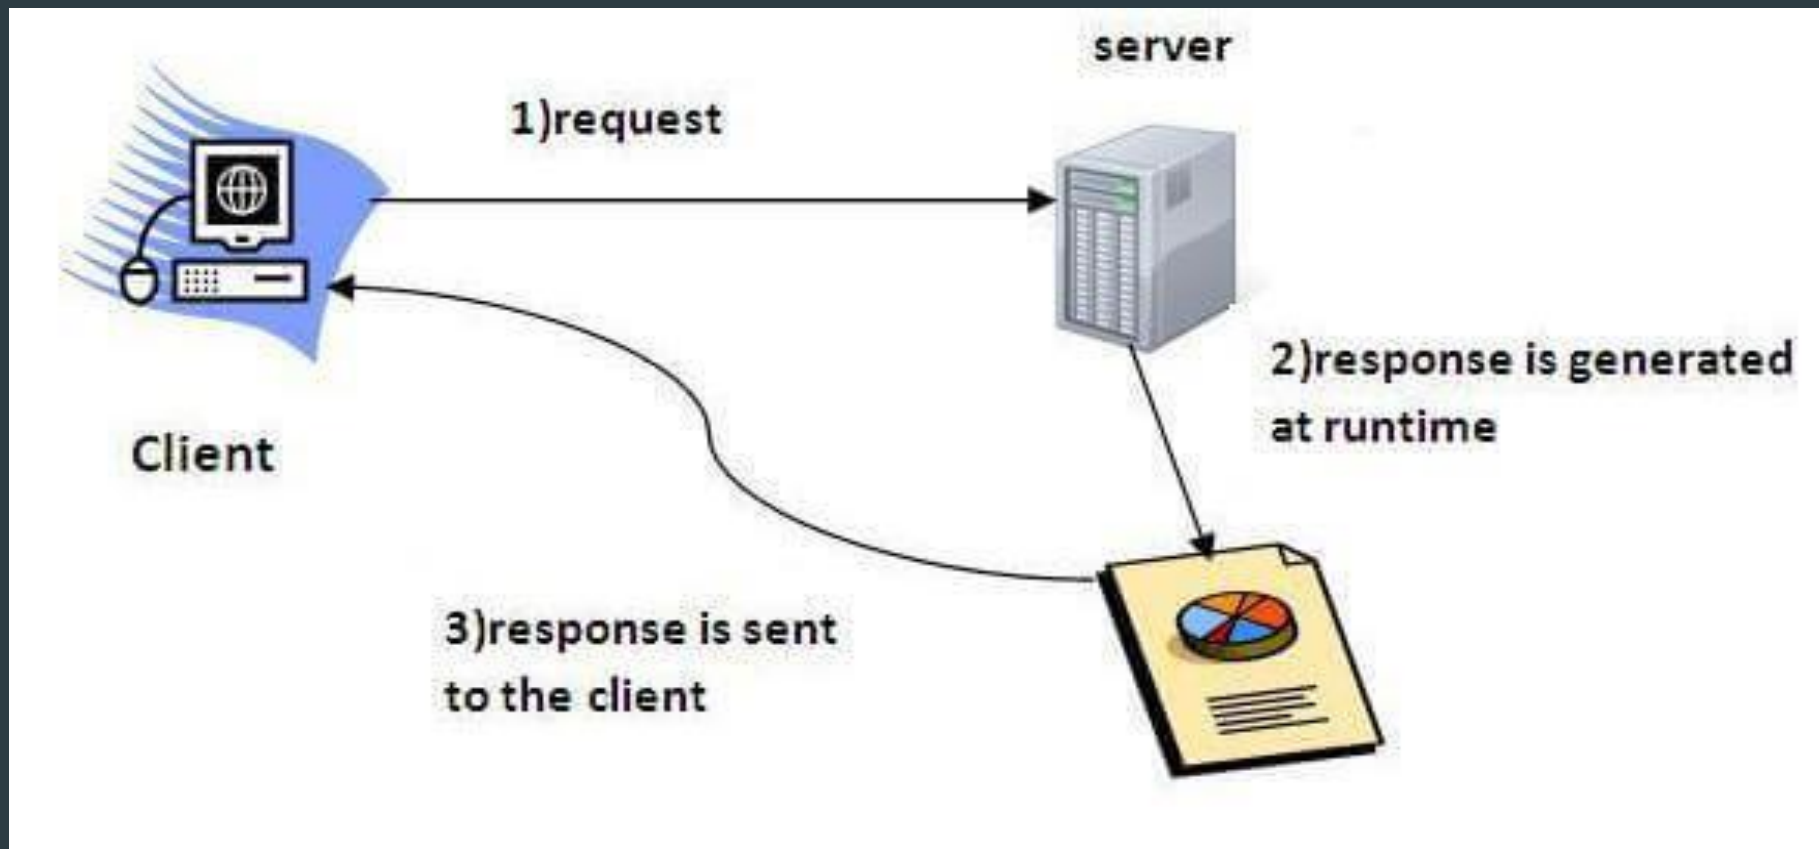 server
1)request
Client
2)response is generated
at runtime
3)response is sent
to the client